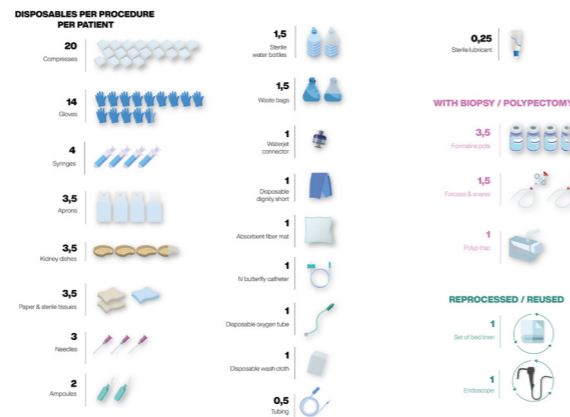 DISPOSABLES PER PROCEDURE
PER PATIENT
20
Compresses
14
Gloves
4
Syringes
3,5
Aprons
3,5
Kidney dishes
3,5
Paper & sterile tissues
3
Needles
2
Ampoules
1,5
Sterile
water bottles
1,5
Waste bags
1
Waterjet
connector
1
Disposable
dignity short
1
Absorbent fiber mat
1
IV butterfly catheter
1
Disposable oxygen tube
1
Disposable wash cloth
0,5
Tubing
0,25
Sterile lubricant
WITH BIOPSY / POLYPECTOMY
3,5
Formaline pots
1,5
Forceps & snares
1
Polyp trap
REPROCESSED / REUSED
1
Set of bed linen
1
Endoscope